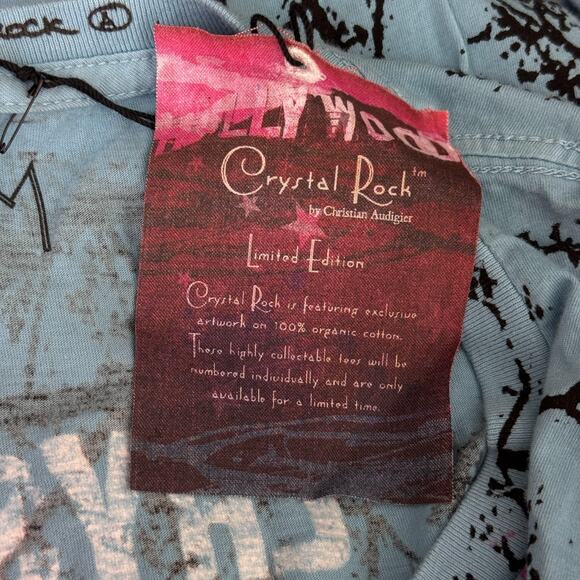 ROCK
HOLLYWOOD
Crystal Rock™
by Christian Audigier
Limited Edition
Crystal Rock is featuring exclusive
artwork on 100% organic cotton.
These highly collectable tees will be
numbered individually and are only
available for a limited time.